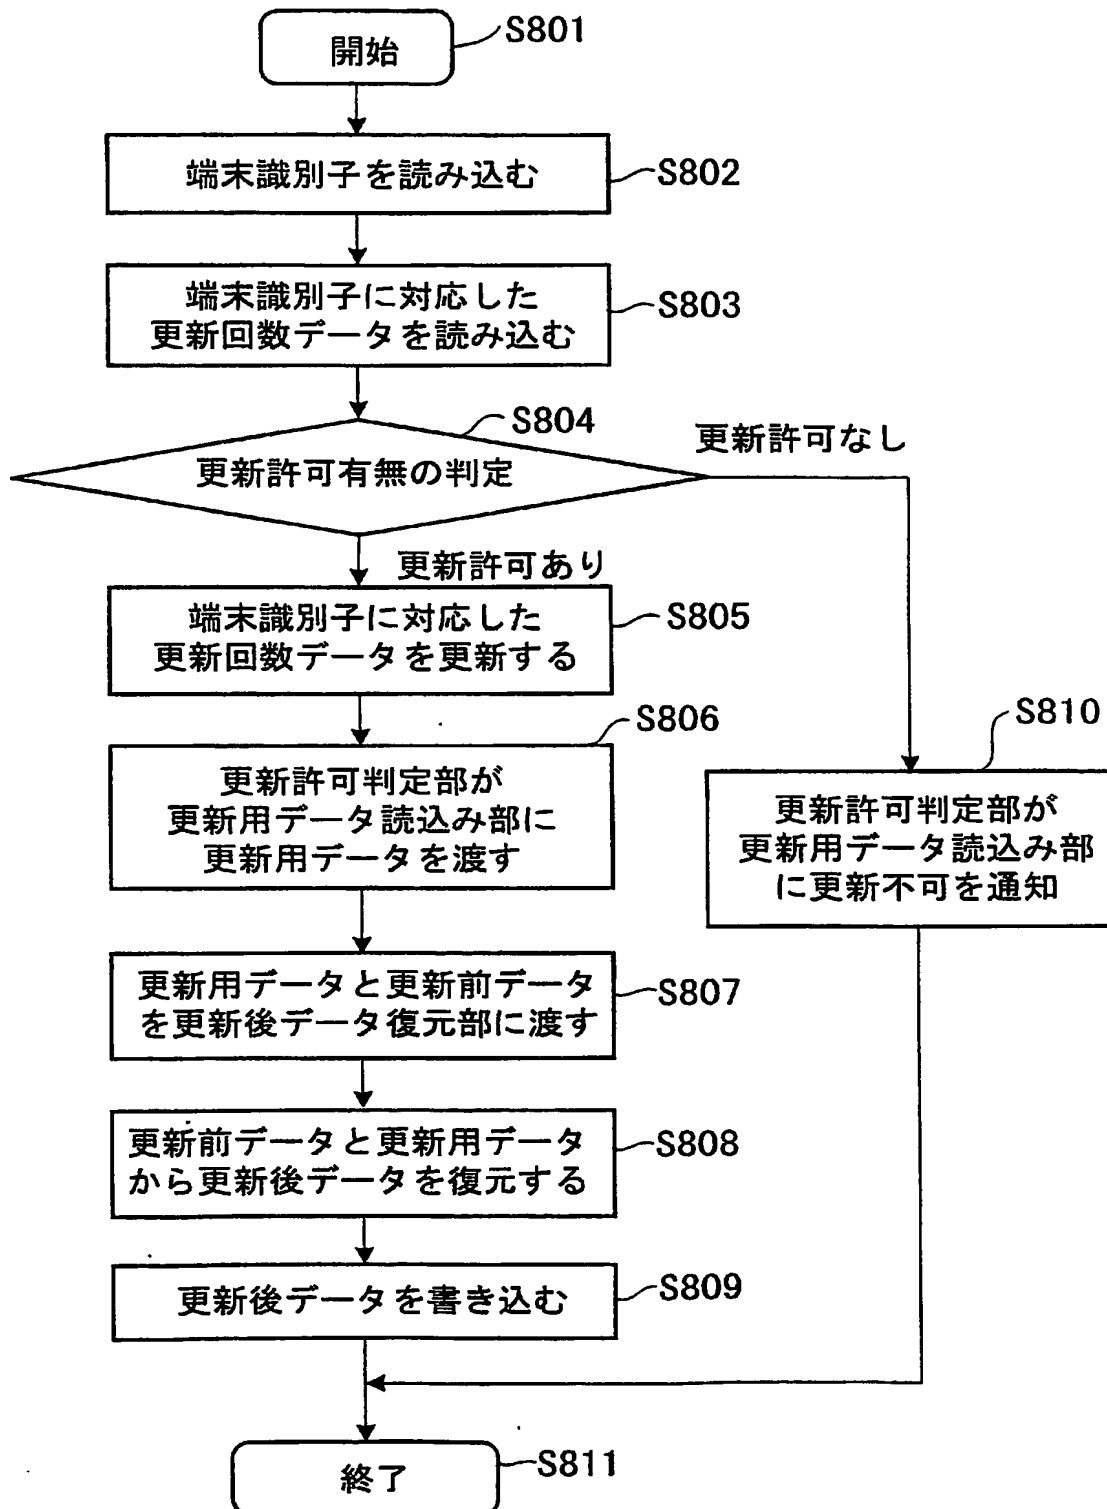 開始
S801
端末識別子を読み込む
S802
端末識別子に対応した
更新回数データを読み込む
S803
S804
更新許可有無の判定
更新許可なし
更新許可あり
端末識別子に対応した
更新回数データを更新する
S805
S806
更新許可判定部が
更新用データ読込み部に
更新用データを渡す
S810
更新許可判定部が
更新用データ読込み部
に更新不可を通知
更新用データと更新前データ
を更新後データ復元部に渡す
S807
更新前データと更新用データ
から更新後データを復元する
S808
更新後データを書き込む
S809
終了
S811